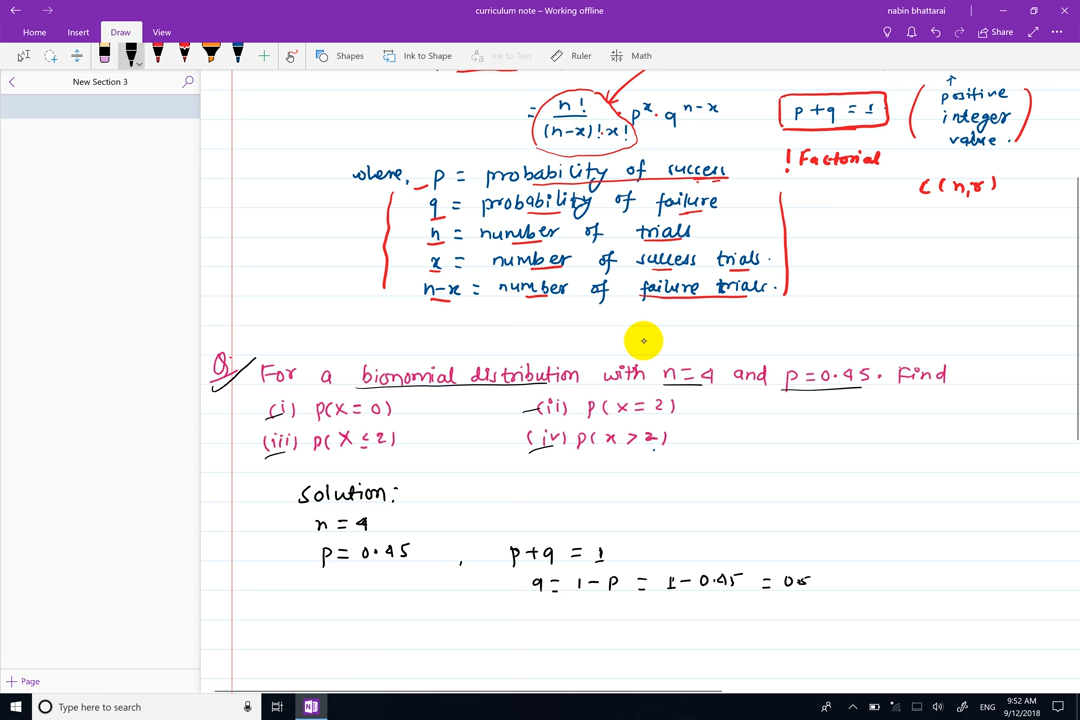 curriculum note – Working offline
nabin bhattarai
Home Insert Draw View
Share
Shapes Ink to Shape Ink to Text Ruler Math
New Section 3
= n! / (n-x)!·x! · p^x · q^n-x
p + q = 1
( ↑ positive integer value. )
! Factorial
C(n,r)
where, p = probability of success
q = probability of failure
n = number of trials
x = number of success trials.
n-x = number of failure trials.
Q: For a bionomial distribution with n = 4 and p = 0.45. Find
(i) P(X = 0) (ii) P(x = 2)
(iii) P(X ≤ 2) (iv) P(x > 2)
Solution:
n = 4
p = 0.45 , p+q = 1
q = 1 - p = 1 - 0.45 = 0.5
+ Page
Type here to search
ENG
9:52 AM
9/12/2018